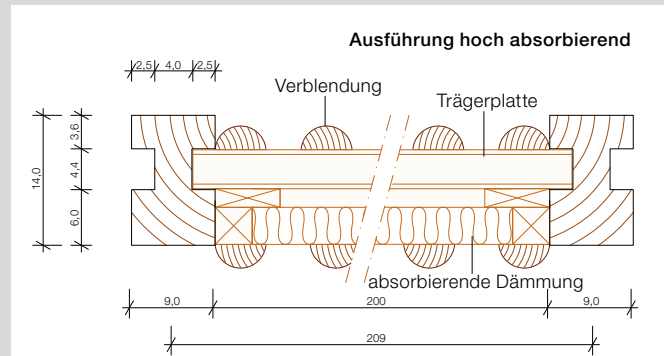 Ausführung hoch absorbierend
2,5 4,0 2,5
Verblendung
Trägerplatte
14,0
3,6
4,4
6,0
absorbierende Dämmung
9,0 200 9,0
209